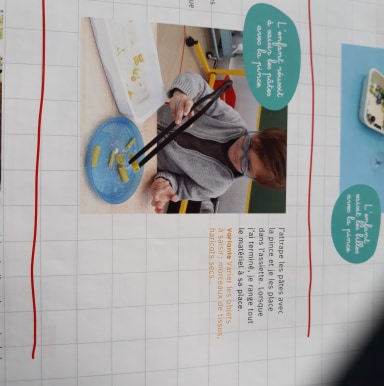 L'enfant réussit
à saisir les pâtes
avec la pince
J'attrape les pâtes avec
la pince et je les place
dans l'assiette. Lorsque
j'ai terminé, je range tout
le matériel à sa place.
Variante Varier les objets
à saisir : morceaux de tissus,
haricots secs.
L'enfant
saisit les billes
avec la pince